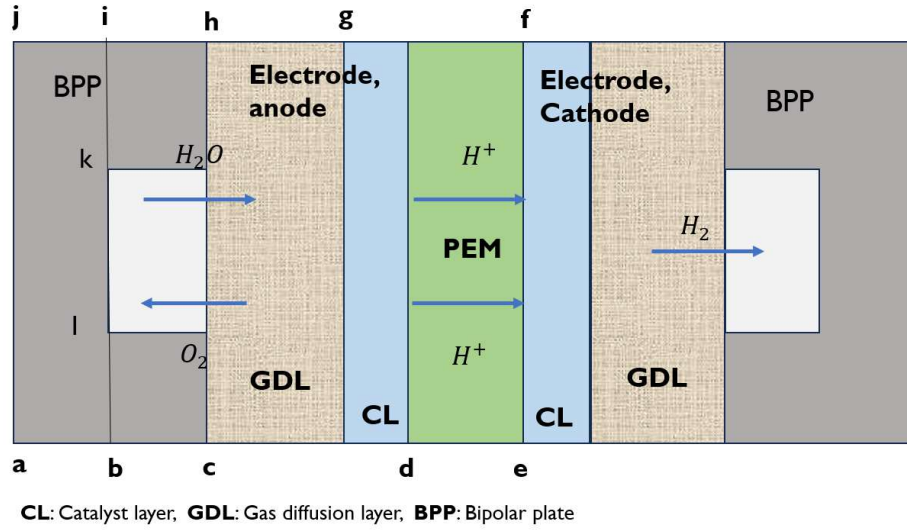 j i h g f
BPP
Electrode,
anode
Electrode,
Cathode
BPP
k
H₂O
H⁺
H₂
PEM
l
O₂
H⁺
GDL
GDL
CL
CL
a b c d e
CL: Catalyst layer, GDL: Gas diffusion layer, BPP: Bipolar plate